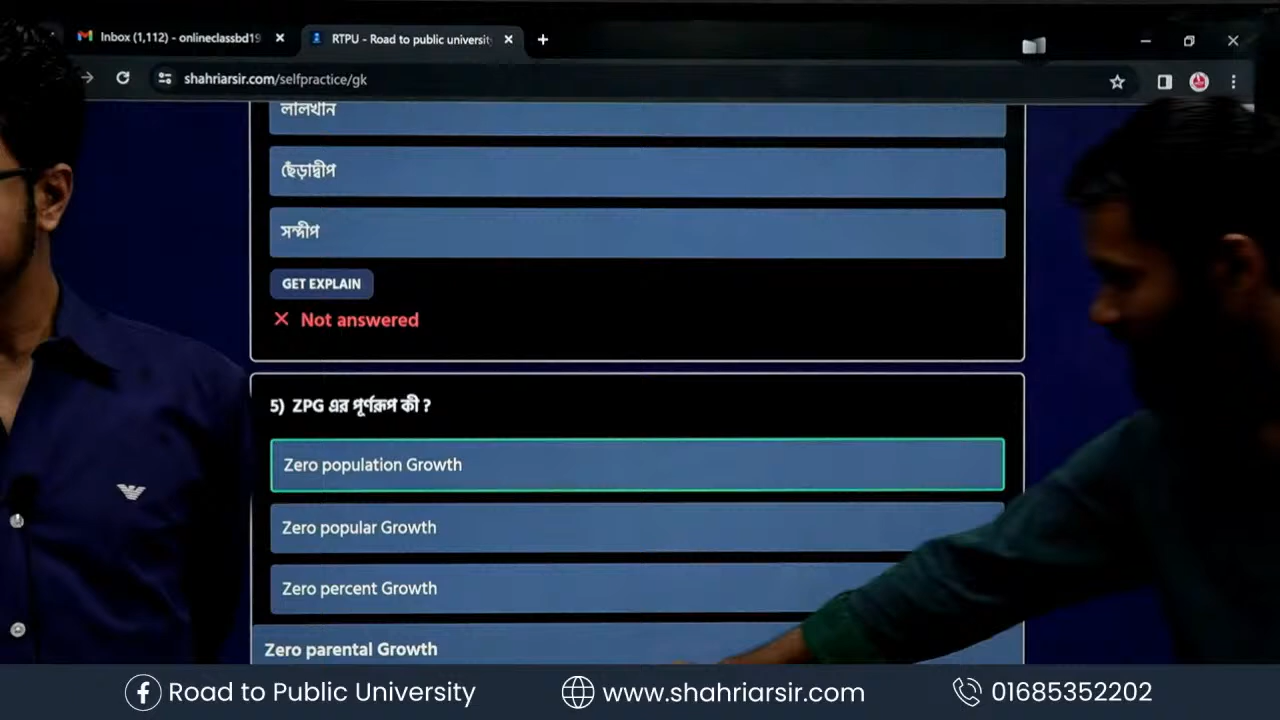 Inbox (1,112) - onlineclassbd19
RTPU - Road to public universit
shahriarsir.com/selfpractice/gk
লালখান
ছেঁড়াদ্বীপ
সন্দ্বীপ
GET EXPLAIN
Not answered
5) ZPG এর পূর্ণরূপ কী ?
Zero population Growth
Zero popular Growth
Zero percent Growth
Zero parental Growth
Road to Public University
www.shahriarsir.com
01685352202